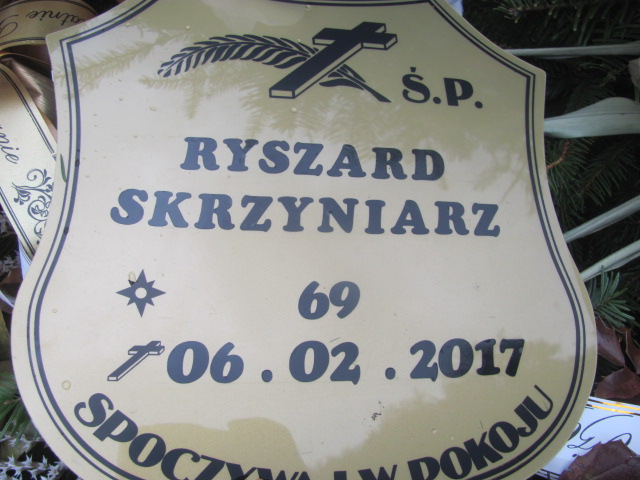 Ś.P.
RYSZARD
SKRZYNIARZ
69
06.02.2017
SPOCZYWAJ W POKOJU